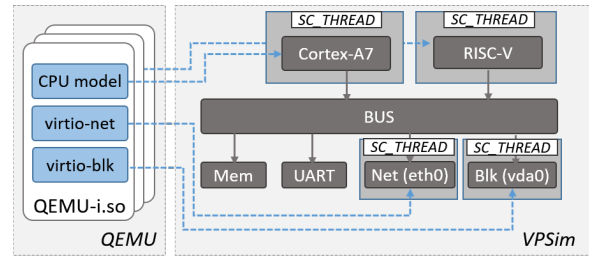 SC_THREAD
SC_THREAD
CPU model
Cortex-A7
RISC-V
BUS
virtio-net
SC_THREAD
SC_THREAD
virtio-blk
Mem
UART
Net (eth0)
Blk (vda0)
QEMU-i.so
QEMU
VPSim